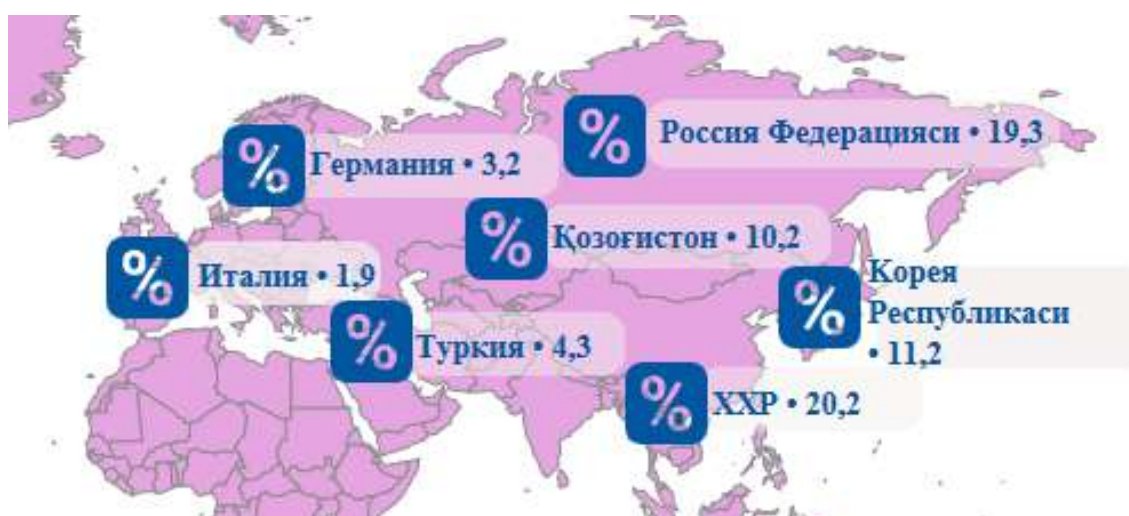 % Россия Федерацияси • 19,3
% Германия • 3,2
% Қозоғистон • 10,2
% Италия • 1,9
% Корея
Республикаси
• 11,2
% Туркия • 4,3
% ХХР • 20,2